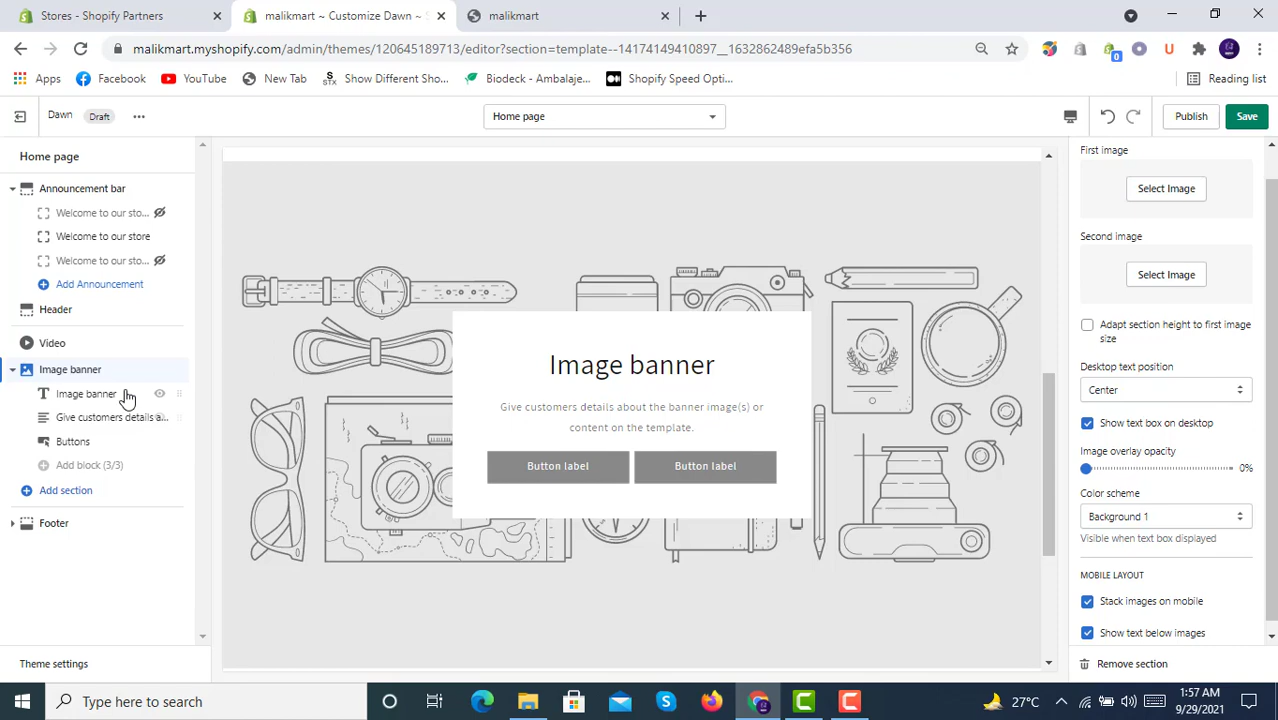 Stores - Shopify Partners
malikmart ~ Customize Dawn ~
malikmart
malikmart.myshopify.com/admin/themes/120645189713/editor?section=template--14174149410897__1632862489efa5b356
Apps
Facebook
YouTube
New Tab
STX
Show Different Sho...
Biodeck - Ambalaje...
Shopify Speed Opti...
Reading list
Dawn
Draft
Home page
Publish
Save
Home page
Announcement bar
Welcome to our sto...
Welcome to our store
Welcome to our sto...
Add Announcement
Header
Video
Image banner
Image banner
Give customers details a...
Buttons
Add block (3/3)
Add section
Footer
Theme settings
Image banner
Give customers details about the banner image(s) or
content on the template.
Button label
Button label
First image
Select Image
Second image
Select Image
Adapt section height to first image
size
Desktop text position
Center
Show text box on desktop
Image overlay opacity
0%
Color scheme
Background 1
Visible when text box displayed
MOBILE LAYOUT
Stack images on mobile
Show text below images
Remove section
Type here to search
27°C
1:57 AM
9/29/2021